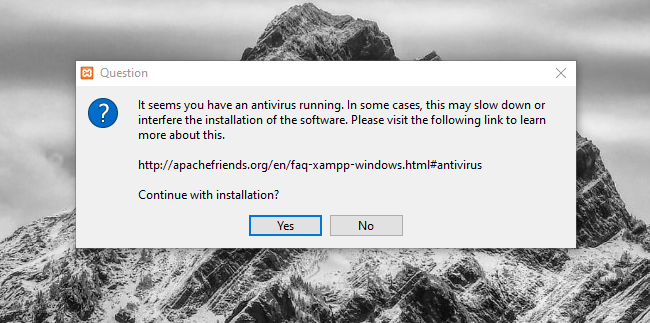 Question
It seems you have an antivirus running. In some cases, this may slow down or
interfere the installation of the software. Please visit the following link to learn
more about this.
http://apachefriends.org/en/faq-xampp-windows.html#antivirus
Continue with installation?
Yes
No